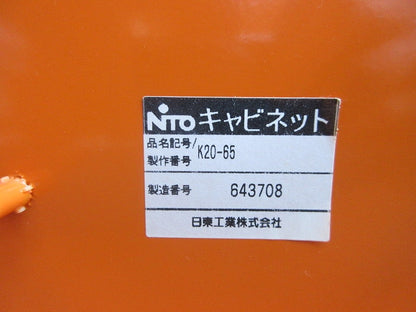 NITO キャビネット
品名記号/
製作番号 K20-65
製造番号 643708
日東工業株式会社